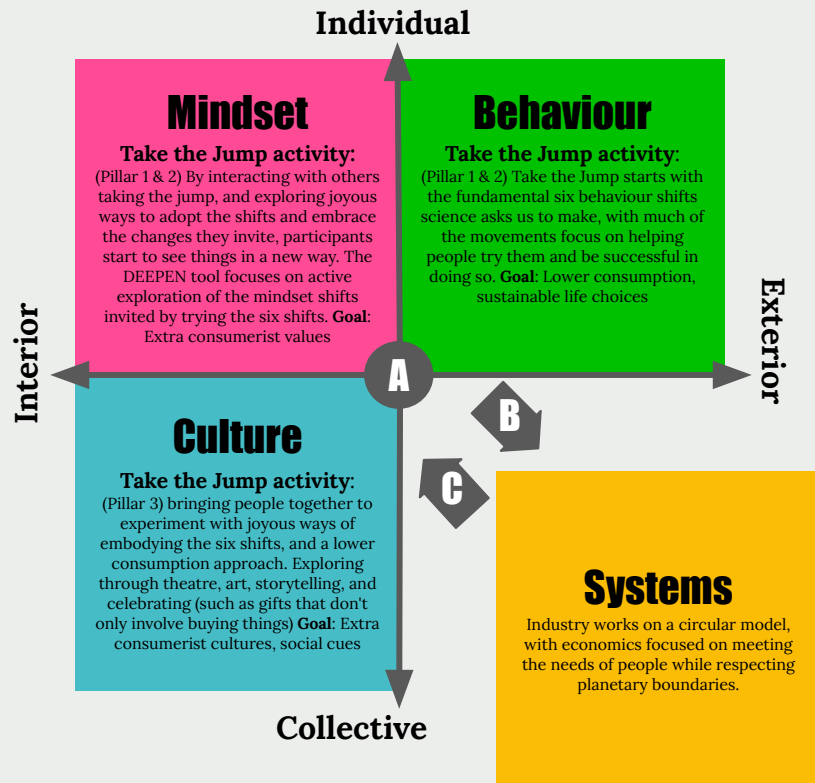 Individual
Mindset
Take the Jump activity:
(Pillar 1 & 2) By interacting with others
taking the jump, and exploring joyous
ways to adopt the shifts and embrace
the changes they invite, participants
start to see things in a new way. The
DEEPEN tool focuses on active
exploration of the mindset shifts
invited by trying the six shifts. Goal:
Extra consumerist values
Behaviour
Take the Jump activity:
(Pillar 1 & 2) Take the Jump starts with
the fundamental six behaviour shifts
science asks us to make, with much of
the movements focus on helping
people try them and be successful in
doing so. Goal: Lower consumption,
sustainable life choices
Interior
Exterior
A
B
C
Culture
Take the Jump activity:
(Pillar 3) bringing people together to
experiment with joyous ways of
embodying the six shifts, and a lower
consumption approach. Exploring
through theatre, art, storytelling, and
celebrating (such as gifts that don't
only involve buying things) Goal: Extra
consumerist cultures, social cues
Systems
Industry works on a circular model,
with economics focused on meeting
the needs of people while respecting
planetary boundaries.
Collective